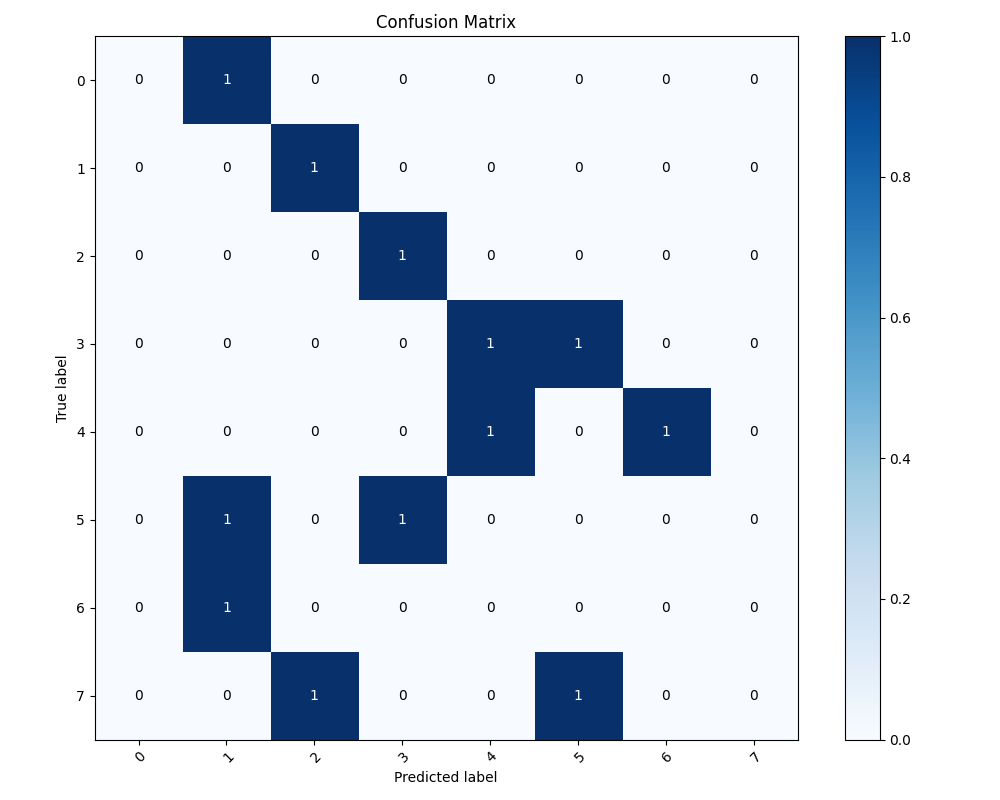 Confusion Matrix
0 0 1 0 0 0 0 0 0
1 0 0 1 0 0 0 0 0
2 0 0 0 1 0 0 0 0
3 0 0 0 0 1 1 0 0
4 0 0 0 0 1 0 1 0
5 0 1 0 1 0 0 0 0
6 0 1 0 0 0 0 0 0
7 0 0 1 0 0 1 0 0
True label
0 1 2 3 4 5 6 7
Predicted label
1.0
0.8
0.6
0.4
0.2
0.0